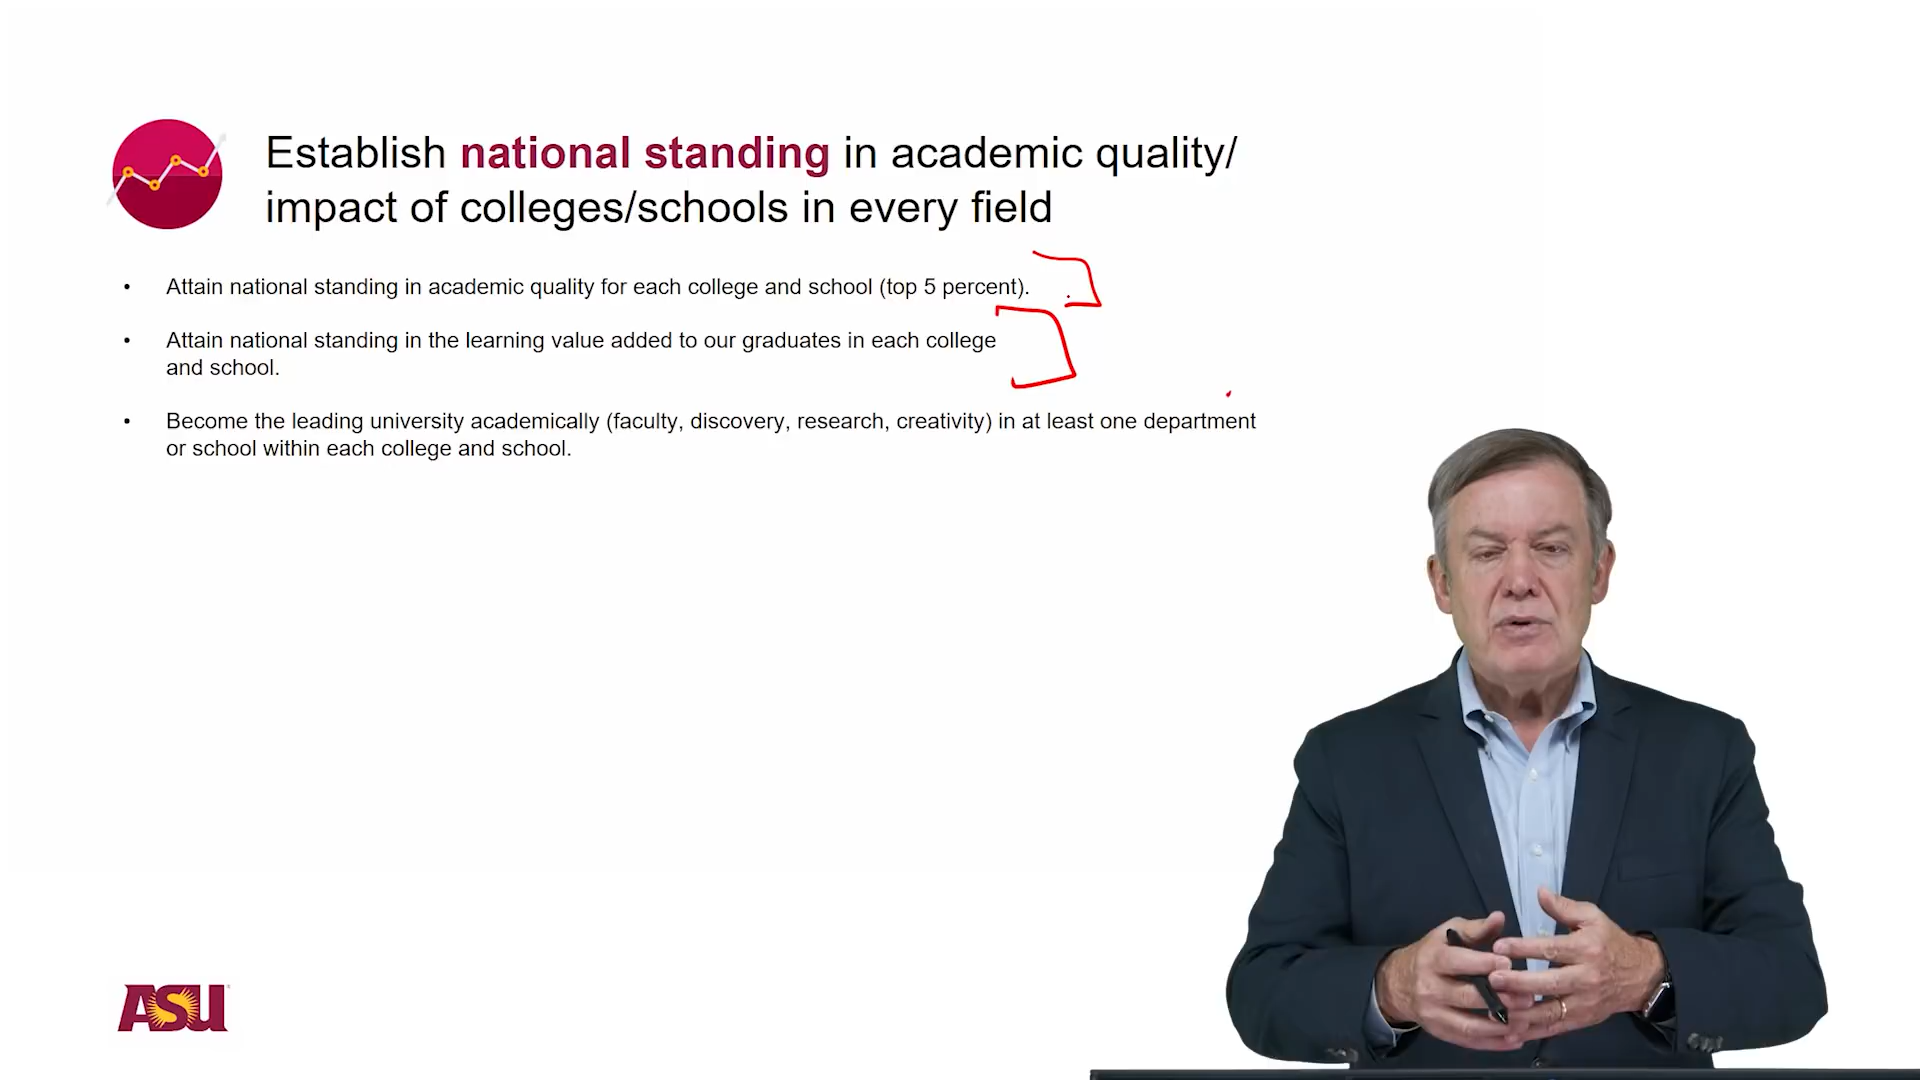 Establish national standing in academic quality/
impact of colleges/schools in every field
• Attain national standing in academic quality for each college and school (top 5 percent).
• Attain national standing in the learning value added to our graduates in each college
and school.
• Become the leading university academically (faculty, discovery, research, creativity) in at least one department
or school within each college and school.
ASU